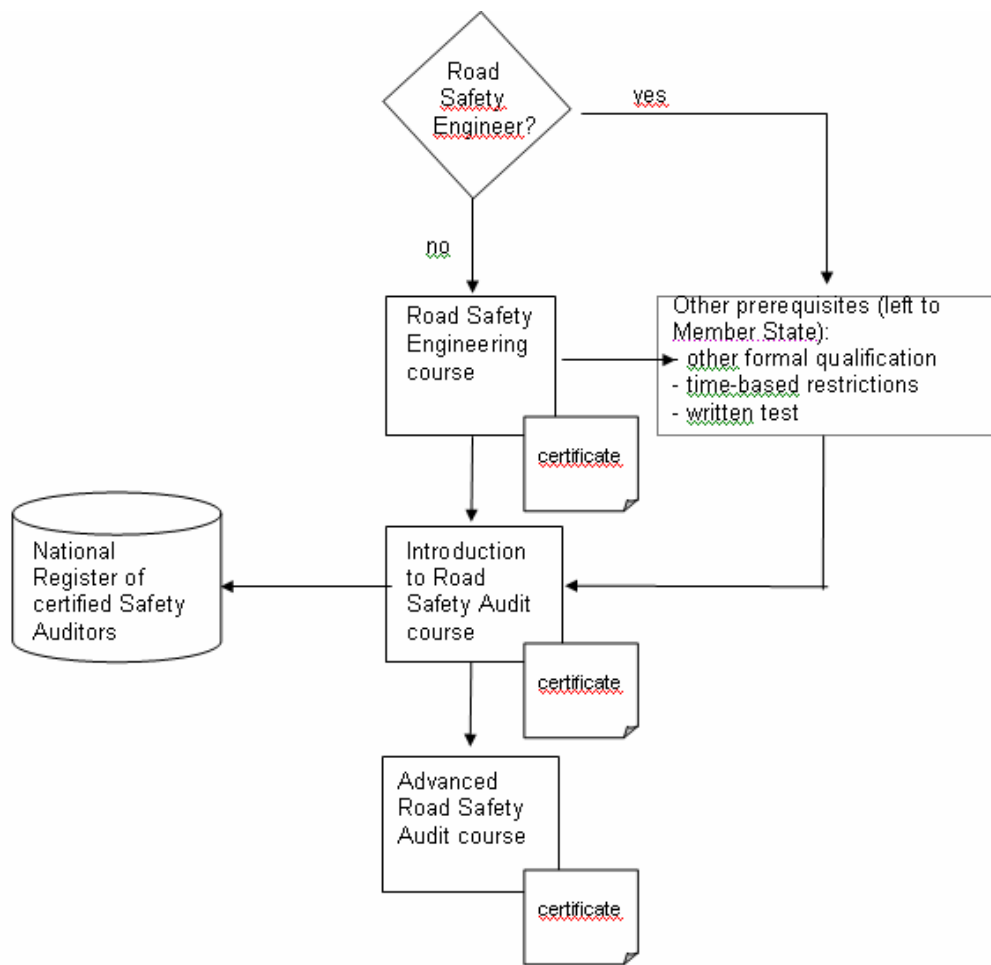 Road
Safety
Engineer?
yes
no
Road Safety
Engineering
course
Other prerequisites (left to
Member State):
- other formal qualification
- time-based restrictions
- written test
certificate
National
Register of
certified Safety
Auditors
Introduction
to Road
Safety Audit
course
certificate
Advanced
Road Safety
Audit course
certificate